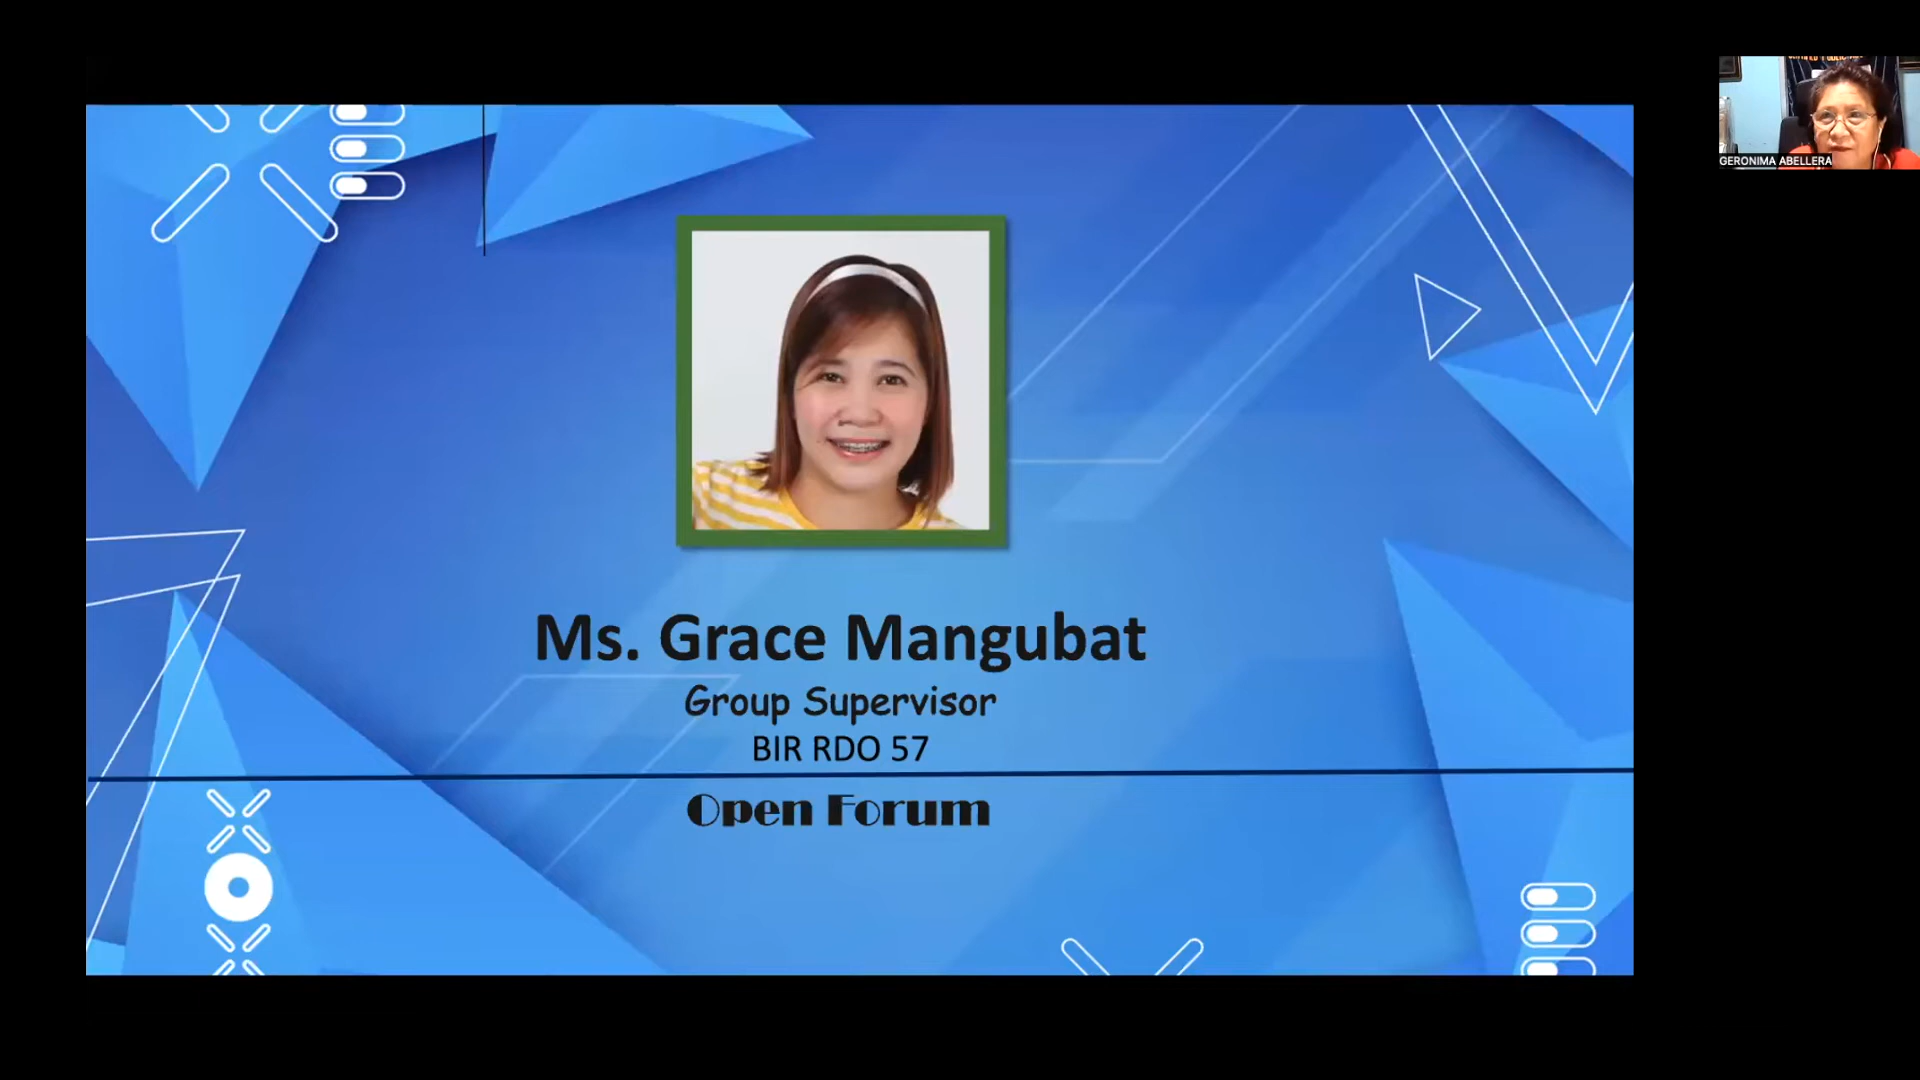 Ms. Grace Mangubat
Group Supervisor
BIR RDO 57
Open Forum
GERONIMA ABELLERA